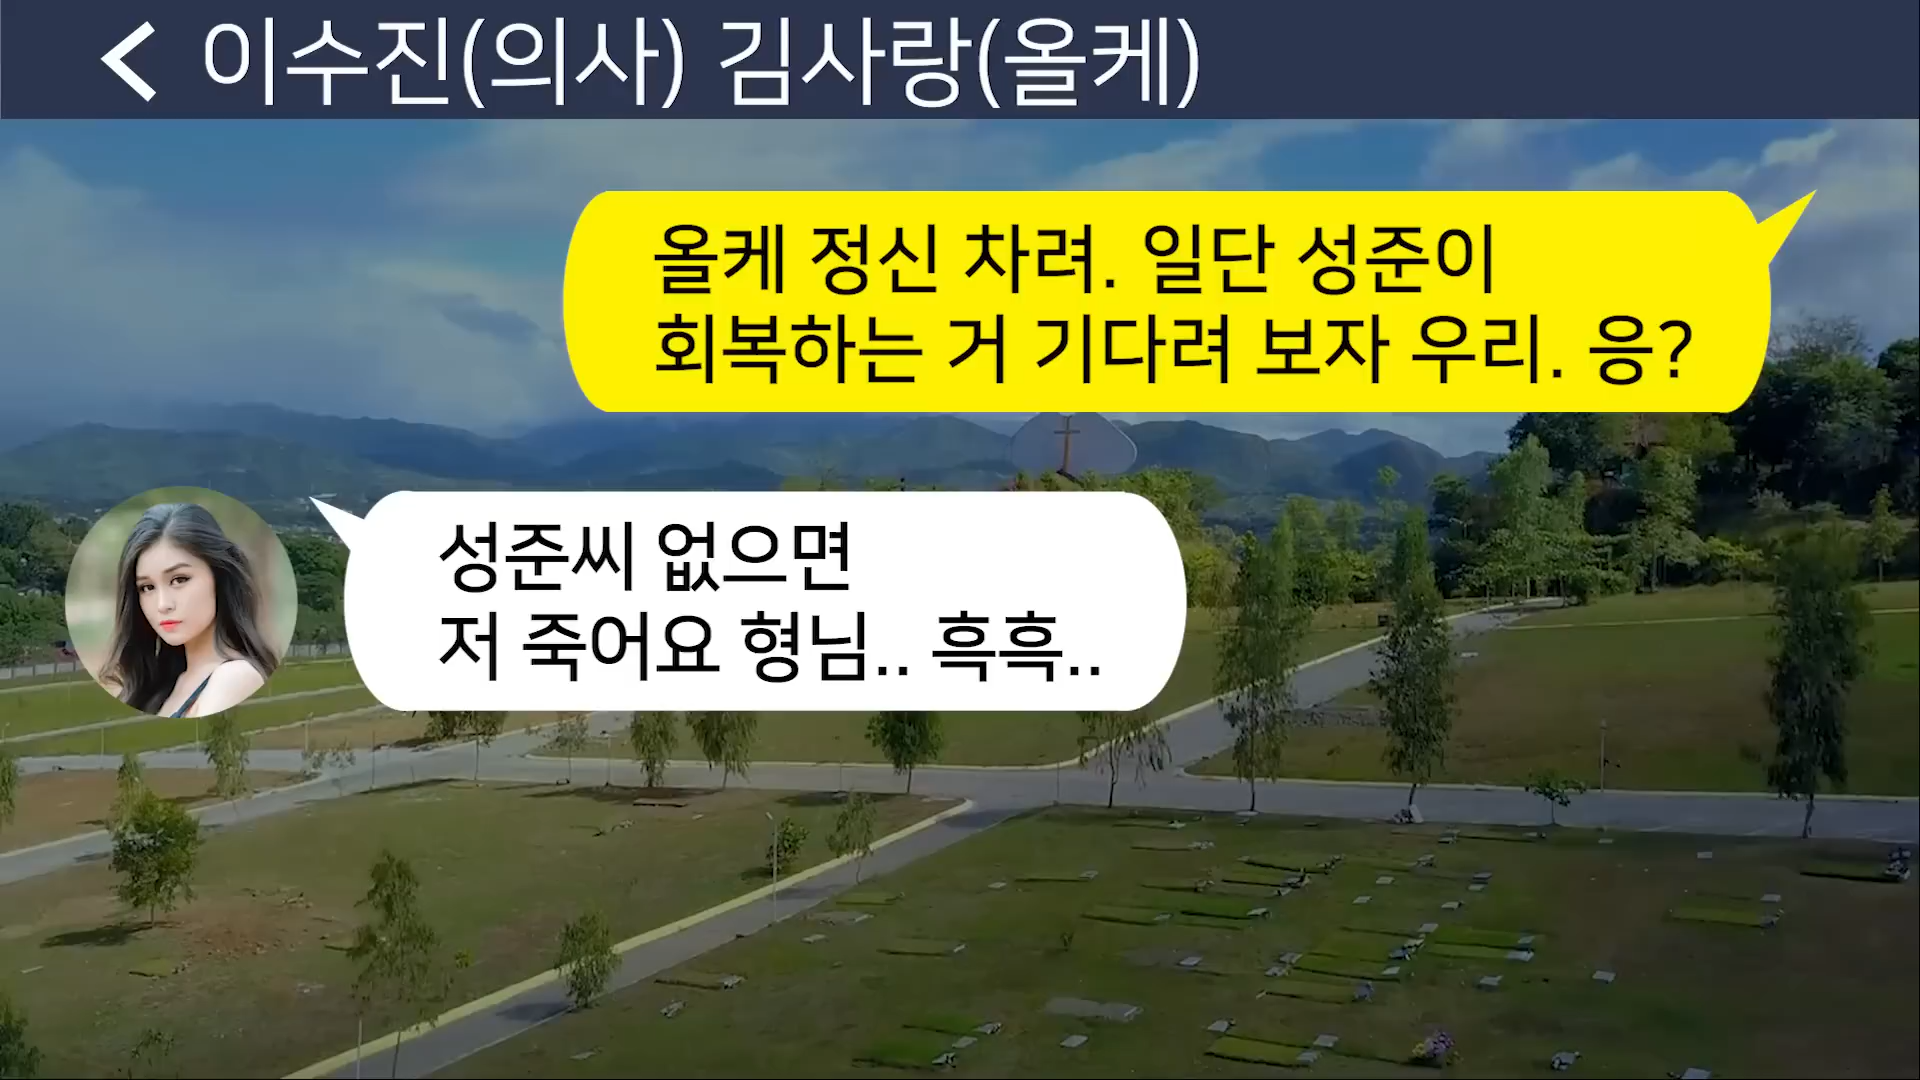 이수진(의사) 김사랑(올케)
올케 정신 차려. 일단 성준이
회복하는 거 기다려 보자 우리. 응?
성준씨 없으면
저 죽어요 형님.. 흑흑..